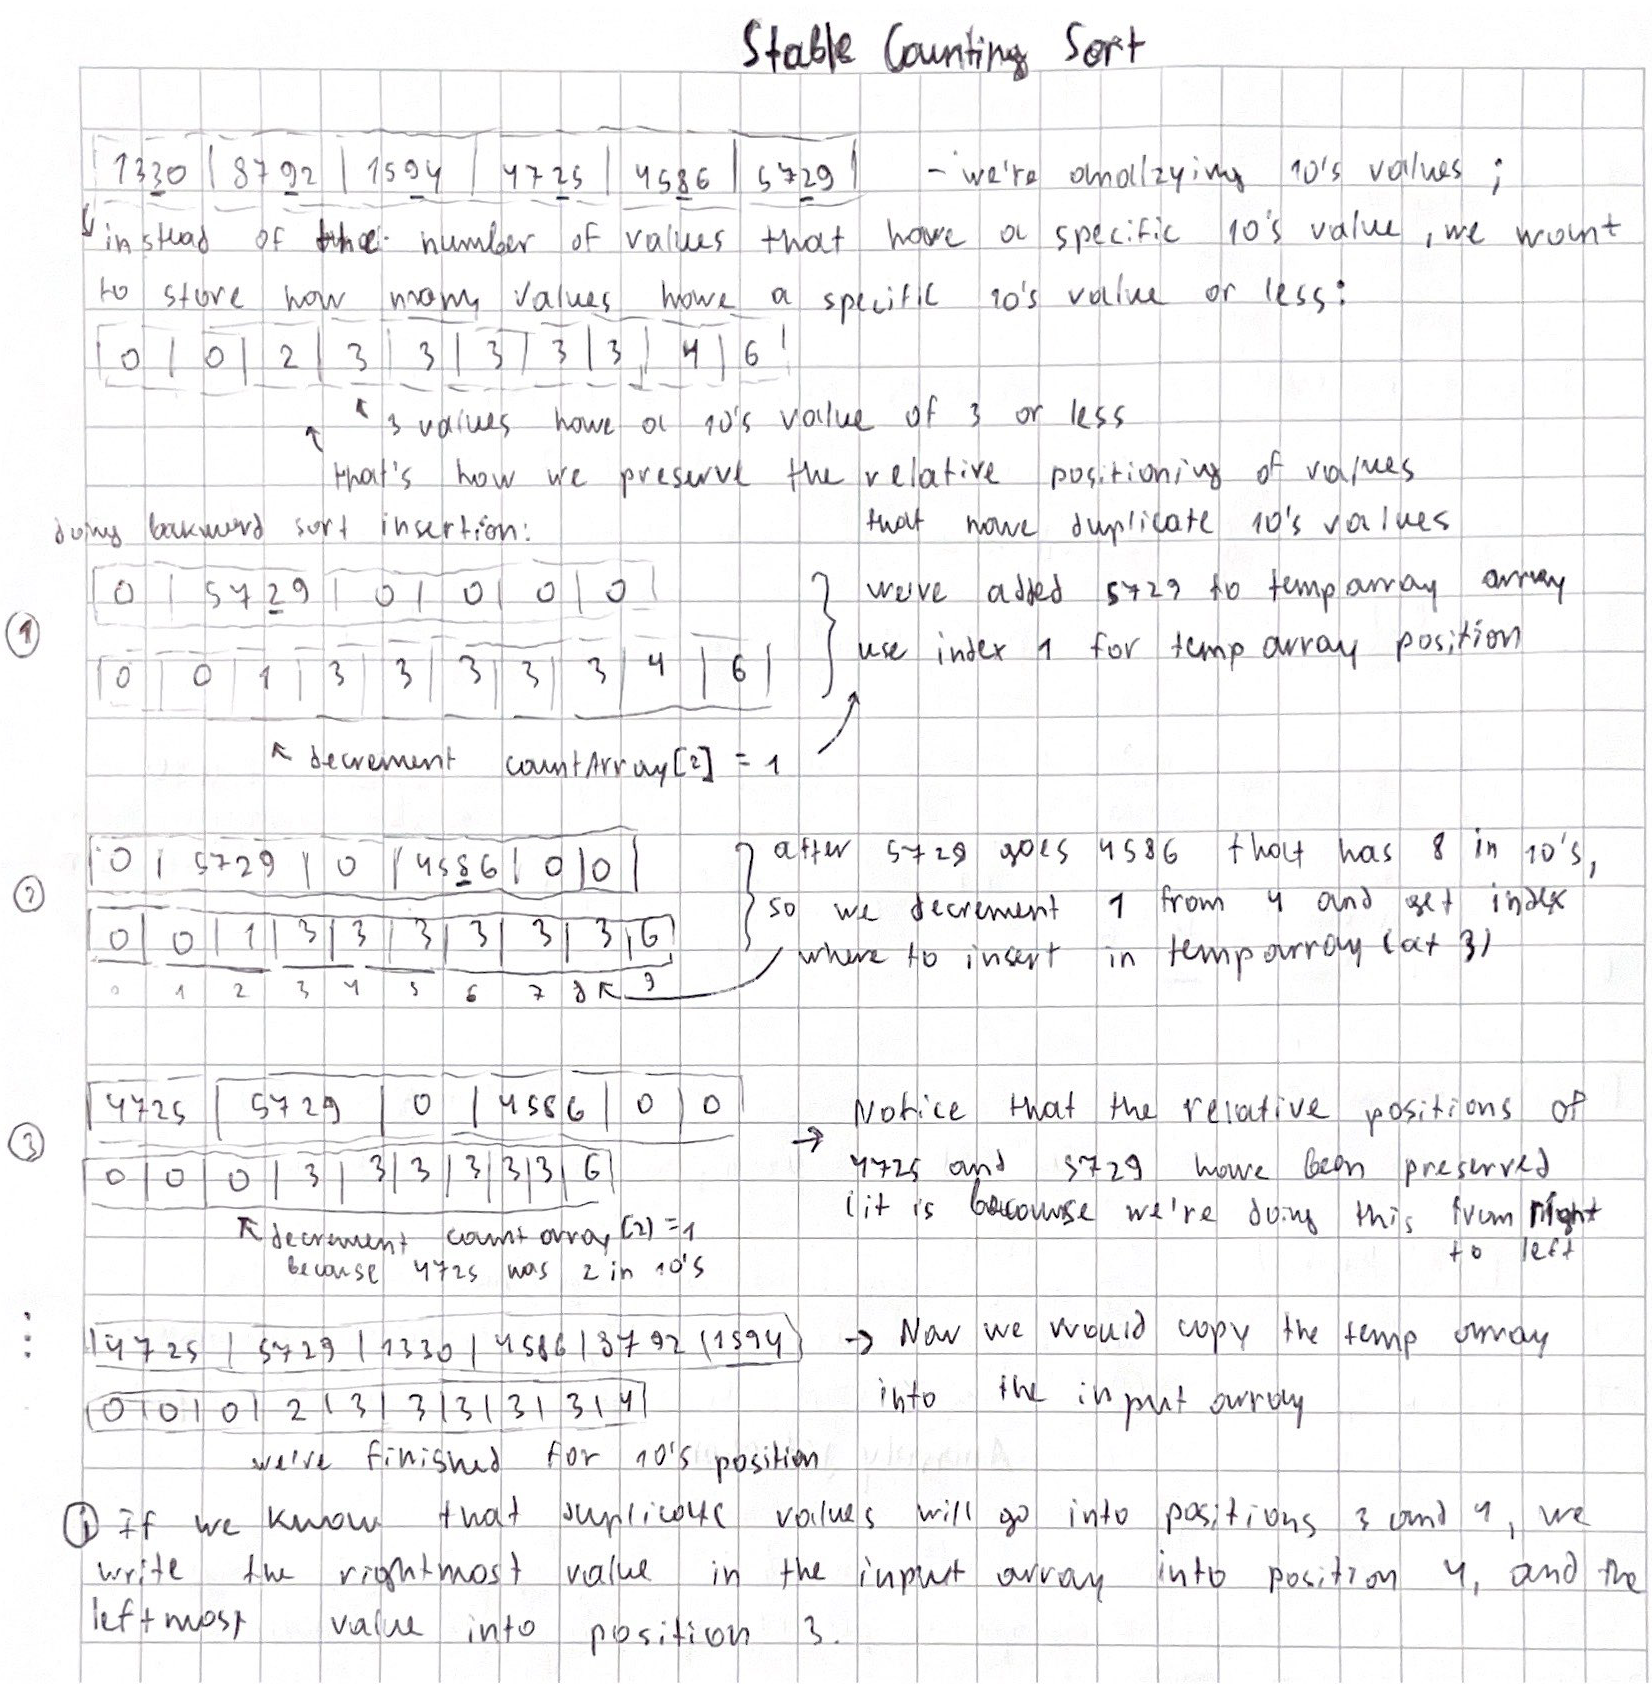 Stable Counting Sort
1330 | 8792 | 1594 | 4725 | 4586 | 5729 - we're analzying 10's values ;
instead of the number of values that have a specific 10's value, we want
to store how many values have a specific 10's value or less:
0 | 0 | 2 | 3 | 3 | 3 | 3 | 3 | 4 | 6
3 values have a 10's value of 3 or less
that's how we preserve the relative positioning of values
that have duplicate 10's values
doing backward sort insertion:
0 | 5729 | 0 | 0 | 0 | 0 we've added 5729 to temp array array
1
use index 1 for temp array position
0 | 0 | 1 | 3 | 3 | 3 | 3 | 3 | 4 | 6
decrement countArray[2] = 1
0 | 5729 | 0 | 4586 | 0 | 0 after 5729 goes 4586 that has 8 in 10's,
2
so we decrement 1 from 4 and get index
0 | 0 | 1 | 3 | 3 | 3 | 3 | 3 | 3 | 6 where to insert in temp array (at 3)
0 1 2 3 4 5 6 7 8 9
4725 | 5729 | 0 | 4586 | 0 | 0 → Notice that the relative positions of
3
0 | 0 | 0 | 3 | 3 | 3 | 3 | 3 | 3 | 6 4725 and 5729 have been preserved
(it is because we're doing this from right
to left
decrement count array [2) = 1
because 4725 has 2 in 10's
4725 | 5729 | 1330 | 4586 | 8792 | 1594 → Now we would copy the temp array
into the input array
0 | 0 | 0 | 2 | 3 | 3 | 3 | 3 | 3 | 4
we're finished for 10's position
i If we know that duplicate values will go into positions 3 and 4, we
write the rightmost value in the input array into position 4, and the
leftmost value into position 3.